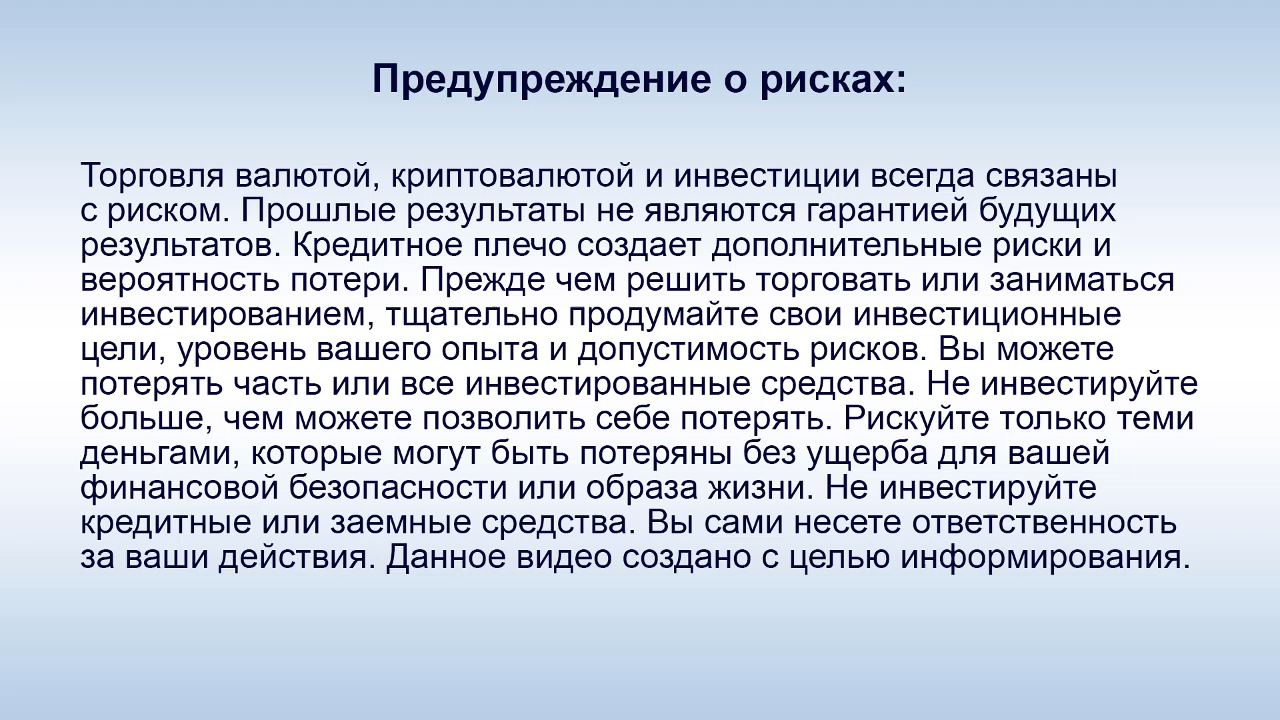 Предупреждение о рисках:
Торговля валютой, криптовалютой и инвестиции всегда связаны
с риском. Прошлые результаты не являются гарантией будущих
результатов. Кредитное плечо создает дополнительные риски и
вероятность потери. Прежде чем решить торговать или заниматься
инвестированием, тщательно продумайте свои инвестиционные
цели, уровень вашего опыта и допустимость рисков. Вы можете
потерять часть или все инвестированные средства. Не инвестируйте
больше, чем можете позволить себе потерять. Рискуйте только теми
деньгами, которые могут быть потеряны без ущерба для вашей
финансовой безопасности или образа жизни. Не инвестируйте
кредитные или заемные средства. Вы сами несете ответственность
за ваши действия. Данное видео создано с целью информирования.